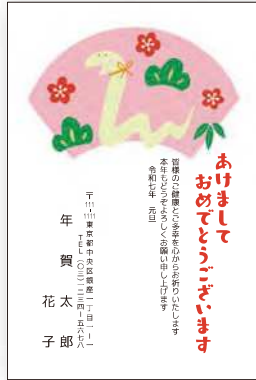 あけまして
おめでとうございます
皆様のご健康とご多幸を心からお祈りいたします
本年もどうぞよろしくお願い申し上げます
令和七年　元旦
〒111-1111 東京都中央区銀座一丁目一ー一
TEL（〇三）一二三四ー五六七八
年賀　太郎
花子